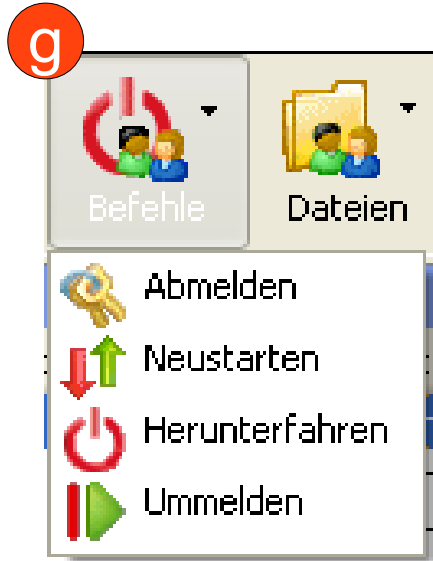 g
Befehle
Dateien
Abmelden
Neustarten
Herunterfahren
Ummelden